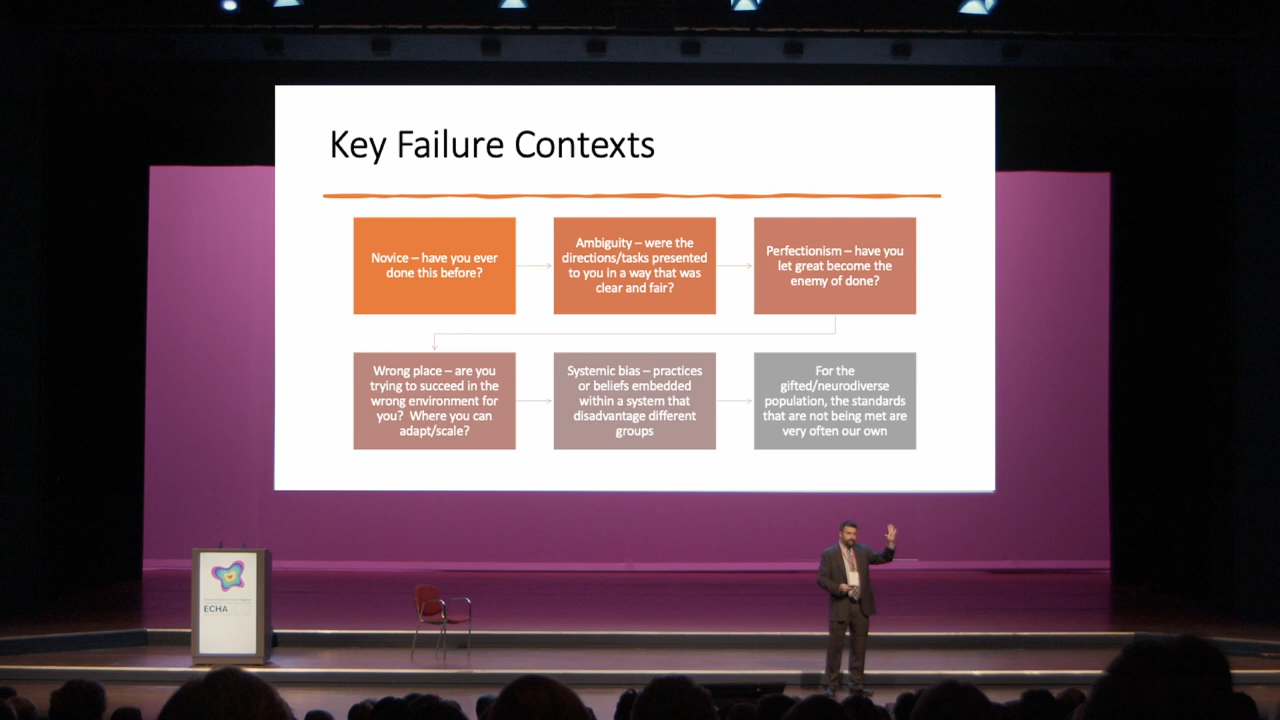 Key Failure Contexts
Novice – have you ever
done this before?
Ambiguity – were the
directions/tasks presented
to you in a way that was
clear and fair?
Perfectionism – have you
let great become the
enemy of done?
Wrong place – are you
trying to succeed in the
wrong environment for
you? Where you can
adapt/scale?
Systemic bias – practices
or beliefs embedded
within a system that
disadvantage different
groups
For the
gifted/neurodiverse
population, the standards
that are not being met are
very often our own
ECHA